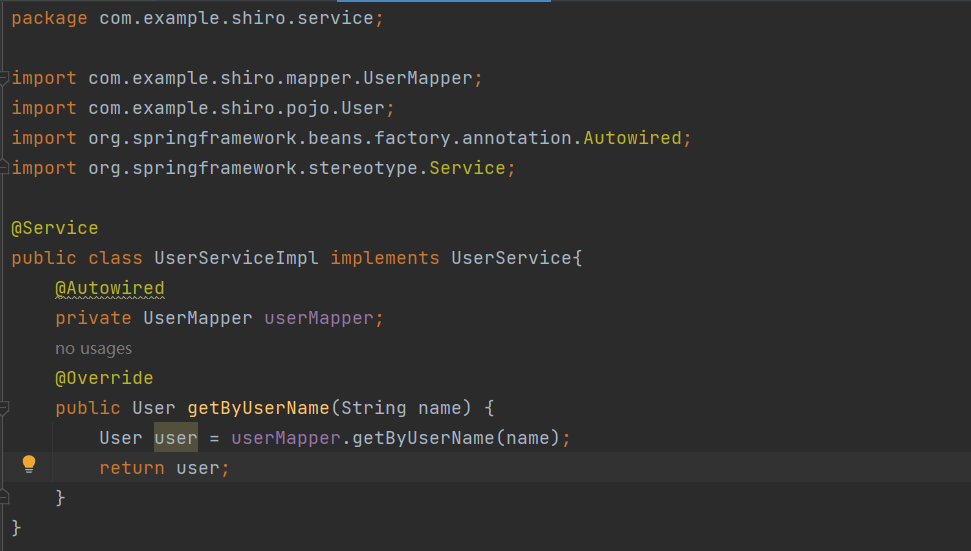 package com.example.shiro.service;
import com.example.shiro.mapper.UserMapper;
import com.example.shiro.pojo.User;
import org.springframework.beans.factory.annotation.Autowired;
import org.springframework.stereotype.Service;
@Service
public class UserServiceImpl implements UserService{
    @Autowired
    private UserMapper userMapper;
    no usages
    @Override
    public User getByUserName(String name) {
        User user = userMapper.getByUserName(name);
        return user;
    }
}